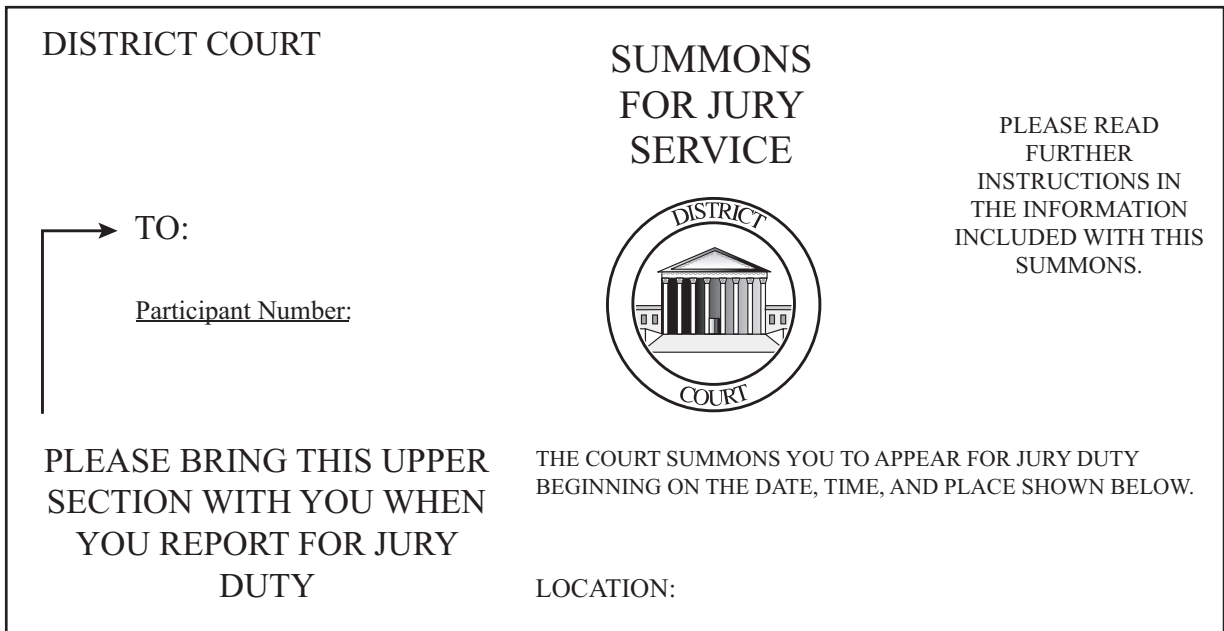 DISTRICT COURT
SUMMONS
FOR JURY
SERVICE
PLEASE READ
FURTHER
INSTRUCTIONS IN
THE INFORMATION
INCLUDED WITH THIS
SUMMONS.
TO:
Participant Number:
DISTRICT
COURT
PLEASE BRING THIS UPPER
SECTION WITH YOU WHEN
YOU REPORT FOR JURY
DUTY
THE COURT SUMMONS YOU TO APPEAR FOR JURY DUTY
BEGINNING ON THE DATE, TIME, AND PLACE SHOWN BELOW.
LOCATION: